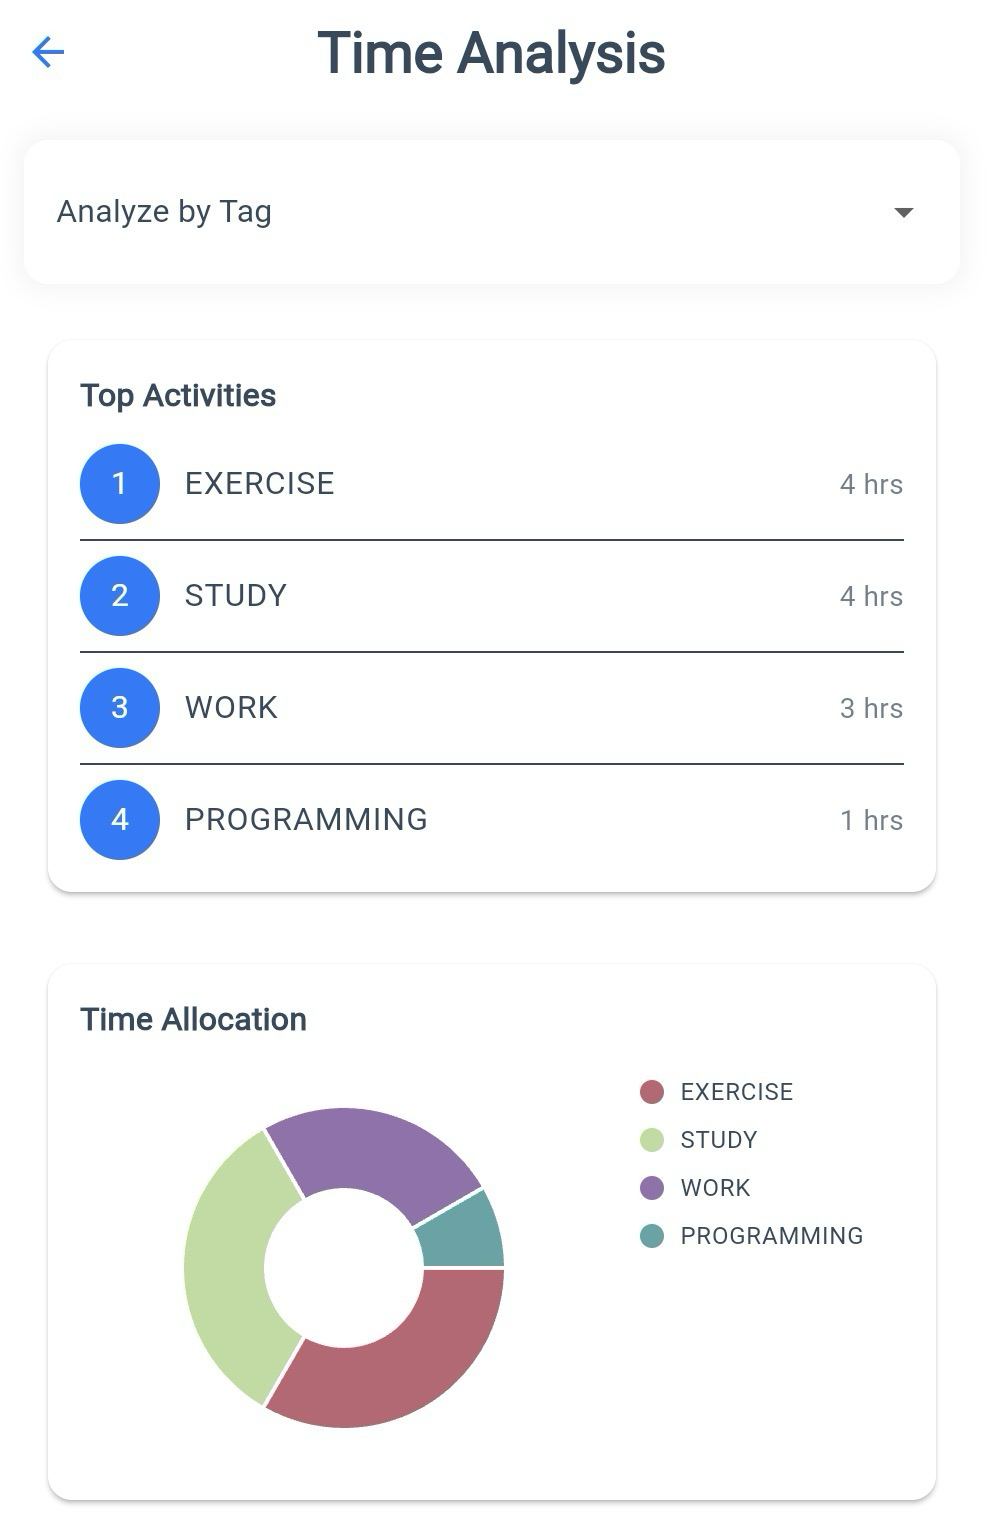 Time Analysis
Analyze by Tag
Top Activities
1 EXERCISE 4 hrs
2 STUDY 4 hrs
3 WORK 3 hrs
4 PROGRAMMING 1 hrs
Time Allocation
EXERCISE
STUDY
WORK
PROGRAMMING